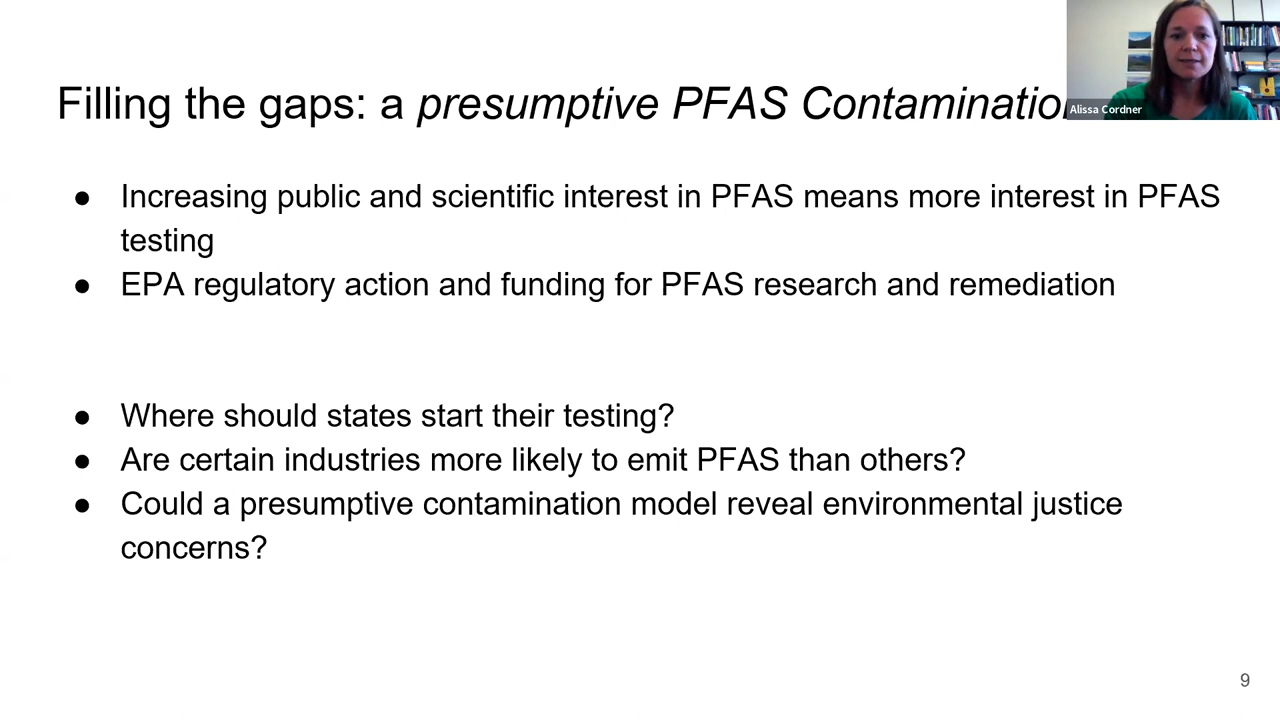 Filling the gaps: a presumptive PFAS Contamination
Alissa Cordner
● Increasing public and scientific interest in PFAS means more interest in PFAS
testing
● EPA regulatory action and funding for PFAS research and remediation
● Where should states start their testing?
● Are certain industries more likely to emit PFAS than others?
● Could a presumptive contamination model reveal environmental justice
concerns?
9